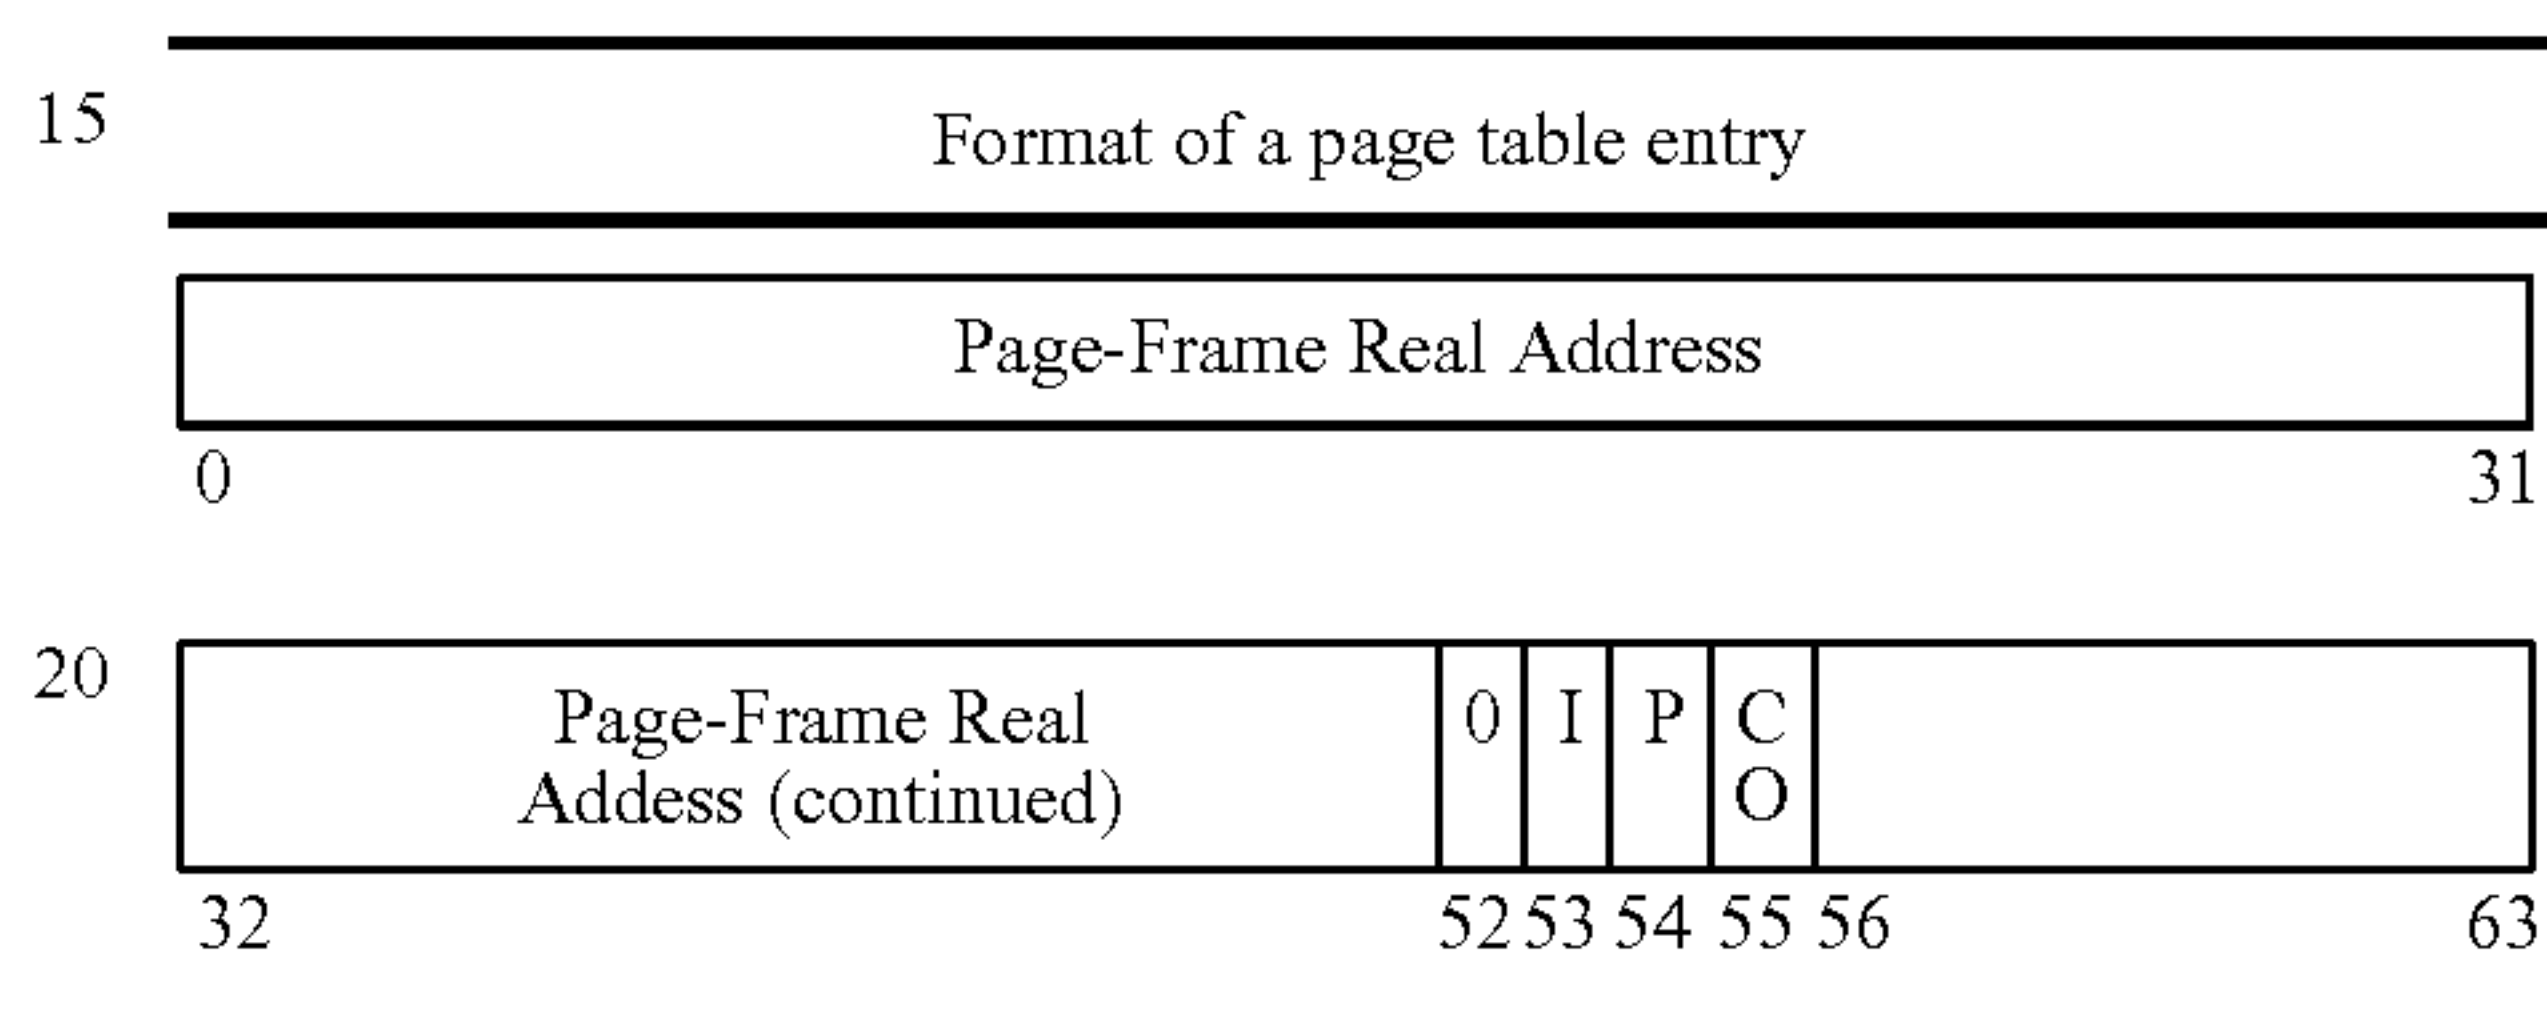 15
Format of a page table entry
Page-Frame Real Address
0 31
20
Page-Frame Real
Addess (continued)
0 I P C
O
32 52 53 54 55 56 63